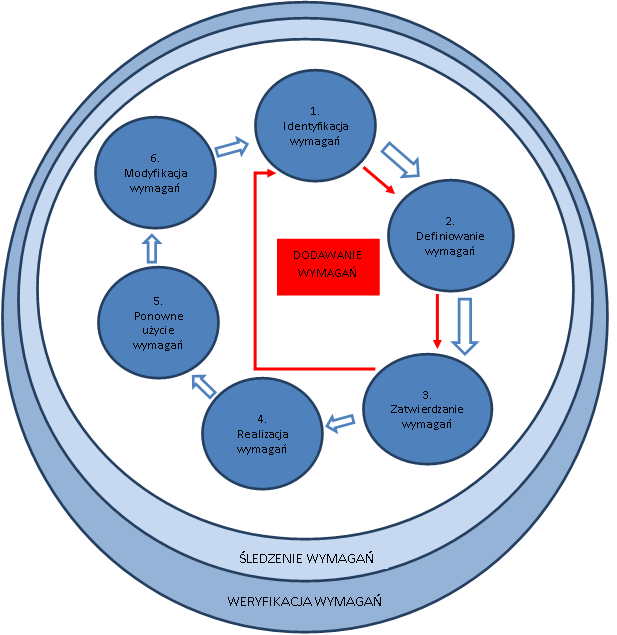 1.
Identyfikacja
wymagań
2.
Definiowanie
wymagań
3.
Zatwierdzanie
wymagań
4.
Realizacja
wymagań
5.
Ponowne
użycie
wymagań
6.
Modyfikacja
wymagań
DODAWANIE
WYMAGAŃ
ŚLEDZENIE WYMAGAŃ
WERYFIKACJA WYMAGAŃ